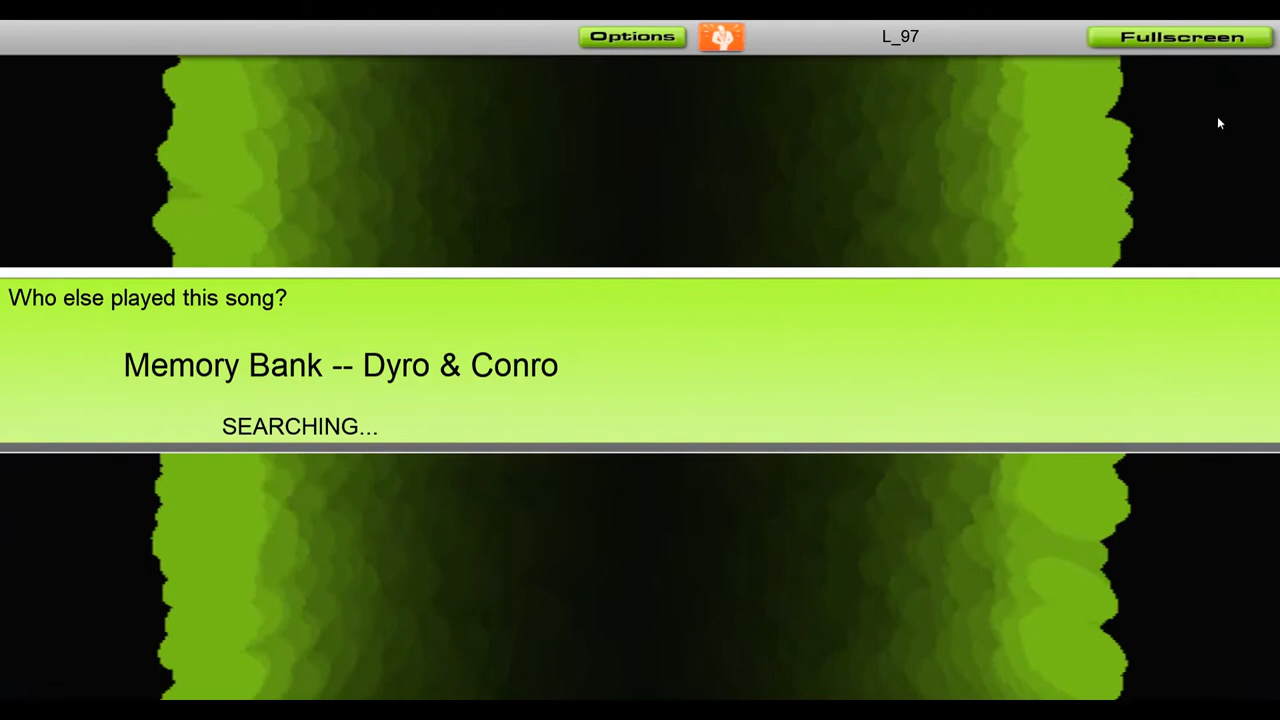 Options
L_97
Fullscreen
Who else played this song?
Memory Bank -- Dyro & Conro
SEARCHING...